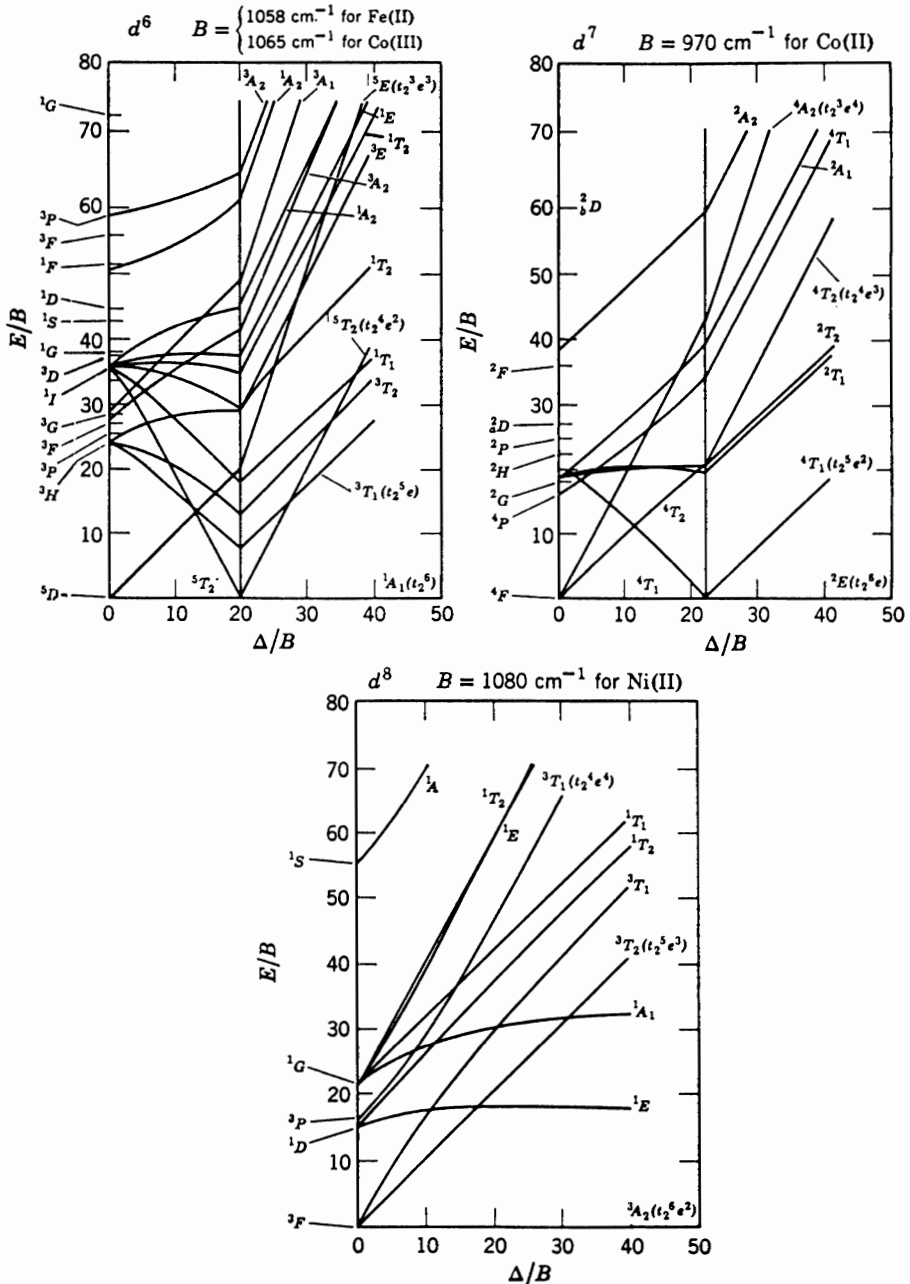 d⁶ B = { 1058 cm.⁻¹ for Fe(II)
1065 cm⁻¹ for Co(III)
80
70
60
50
40
30
20
10
0
E/B
¹G
³P
³F
¹F
¹D
¹S
¹G
³D
¹I
³G
³F
³P
³H
⁵D
³A₂
¹A₂
³A₁
⁵E(t₂³e³)
¹E
¹T₂
³E
³A₂
¹A₂
¹T₂
⁵T₂(t₂⁴e²)
¹T₁
³T₂
³T₁(t₂⁵e)
⁵T₂
¹A₁(t₂⁶)
0 10 20 30 40 50
Δ/B
d⁷ B = 970 cm⁻¹ for Co(II)
80
70
60
50
40
30
20
10
0
E/B
²bD
²F
²aD
²P
²H
²G
⁴P
⁴F
²A₂
⁴A₂(t₂³e⁴)
⁴T₁
²A₁
⁴T₂(t₂⁴e³)
²T₂
²T₁
⁴T₁(t₂⁵e²)
⁴T₂
⁴T₁
²E(t₂⁶e)
0 10 20 30 40 50
Δ/B
d⁸ B = 1080 cm⁻¹ for Ni(II)
80
70
60
50
40
30
20
10
E/B
¹S
¹G
³P
¹D
³F
¹A
¹T₂
¹E
³T₁(t₂⁴e⁴)
¹T₁
¹T₂
³T₁
³T₂(t₂⁵e³)
¹A₁
¹E
³A₂(t₂⁶e²)
0 10 20 30 40 50
Δ/B